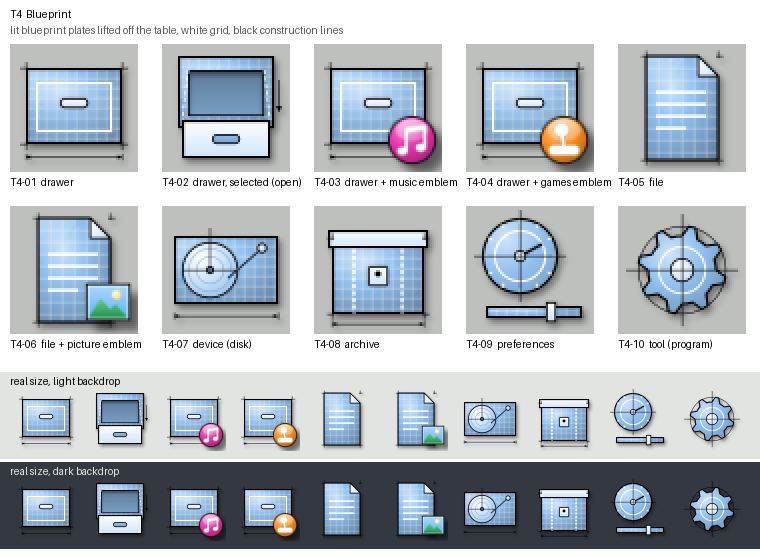 T4 Blueprint
lit blueprint plates lifted off the table, white grid, black construction lines
T4-01 drawer
T4-02 drawer, selected (open)
T4-03 drawer + music emblem
T4-04 drawer + games emblem
T4-05 file
T4-06 file + picture emblem
T4-07 device (disk)
T4-08 archive
T4-09 preferences
T4-10 tool (program)
real size, light backdrop
real size, dark backdrop